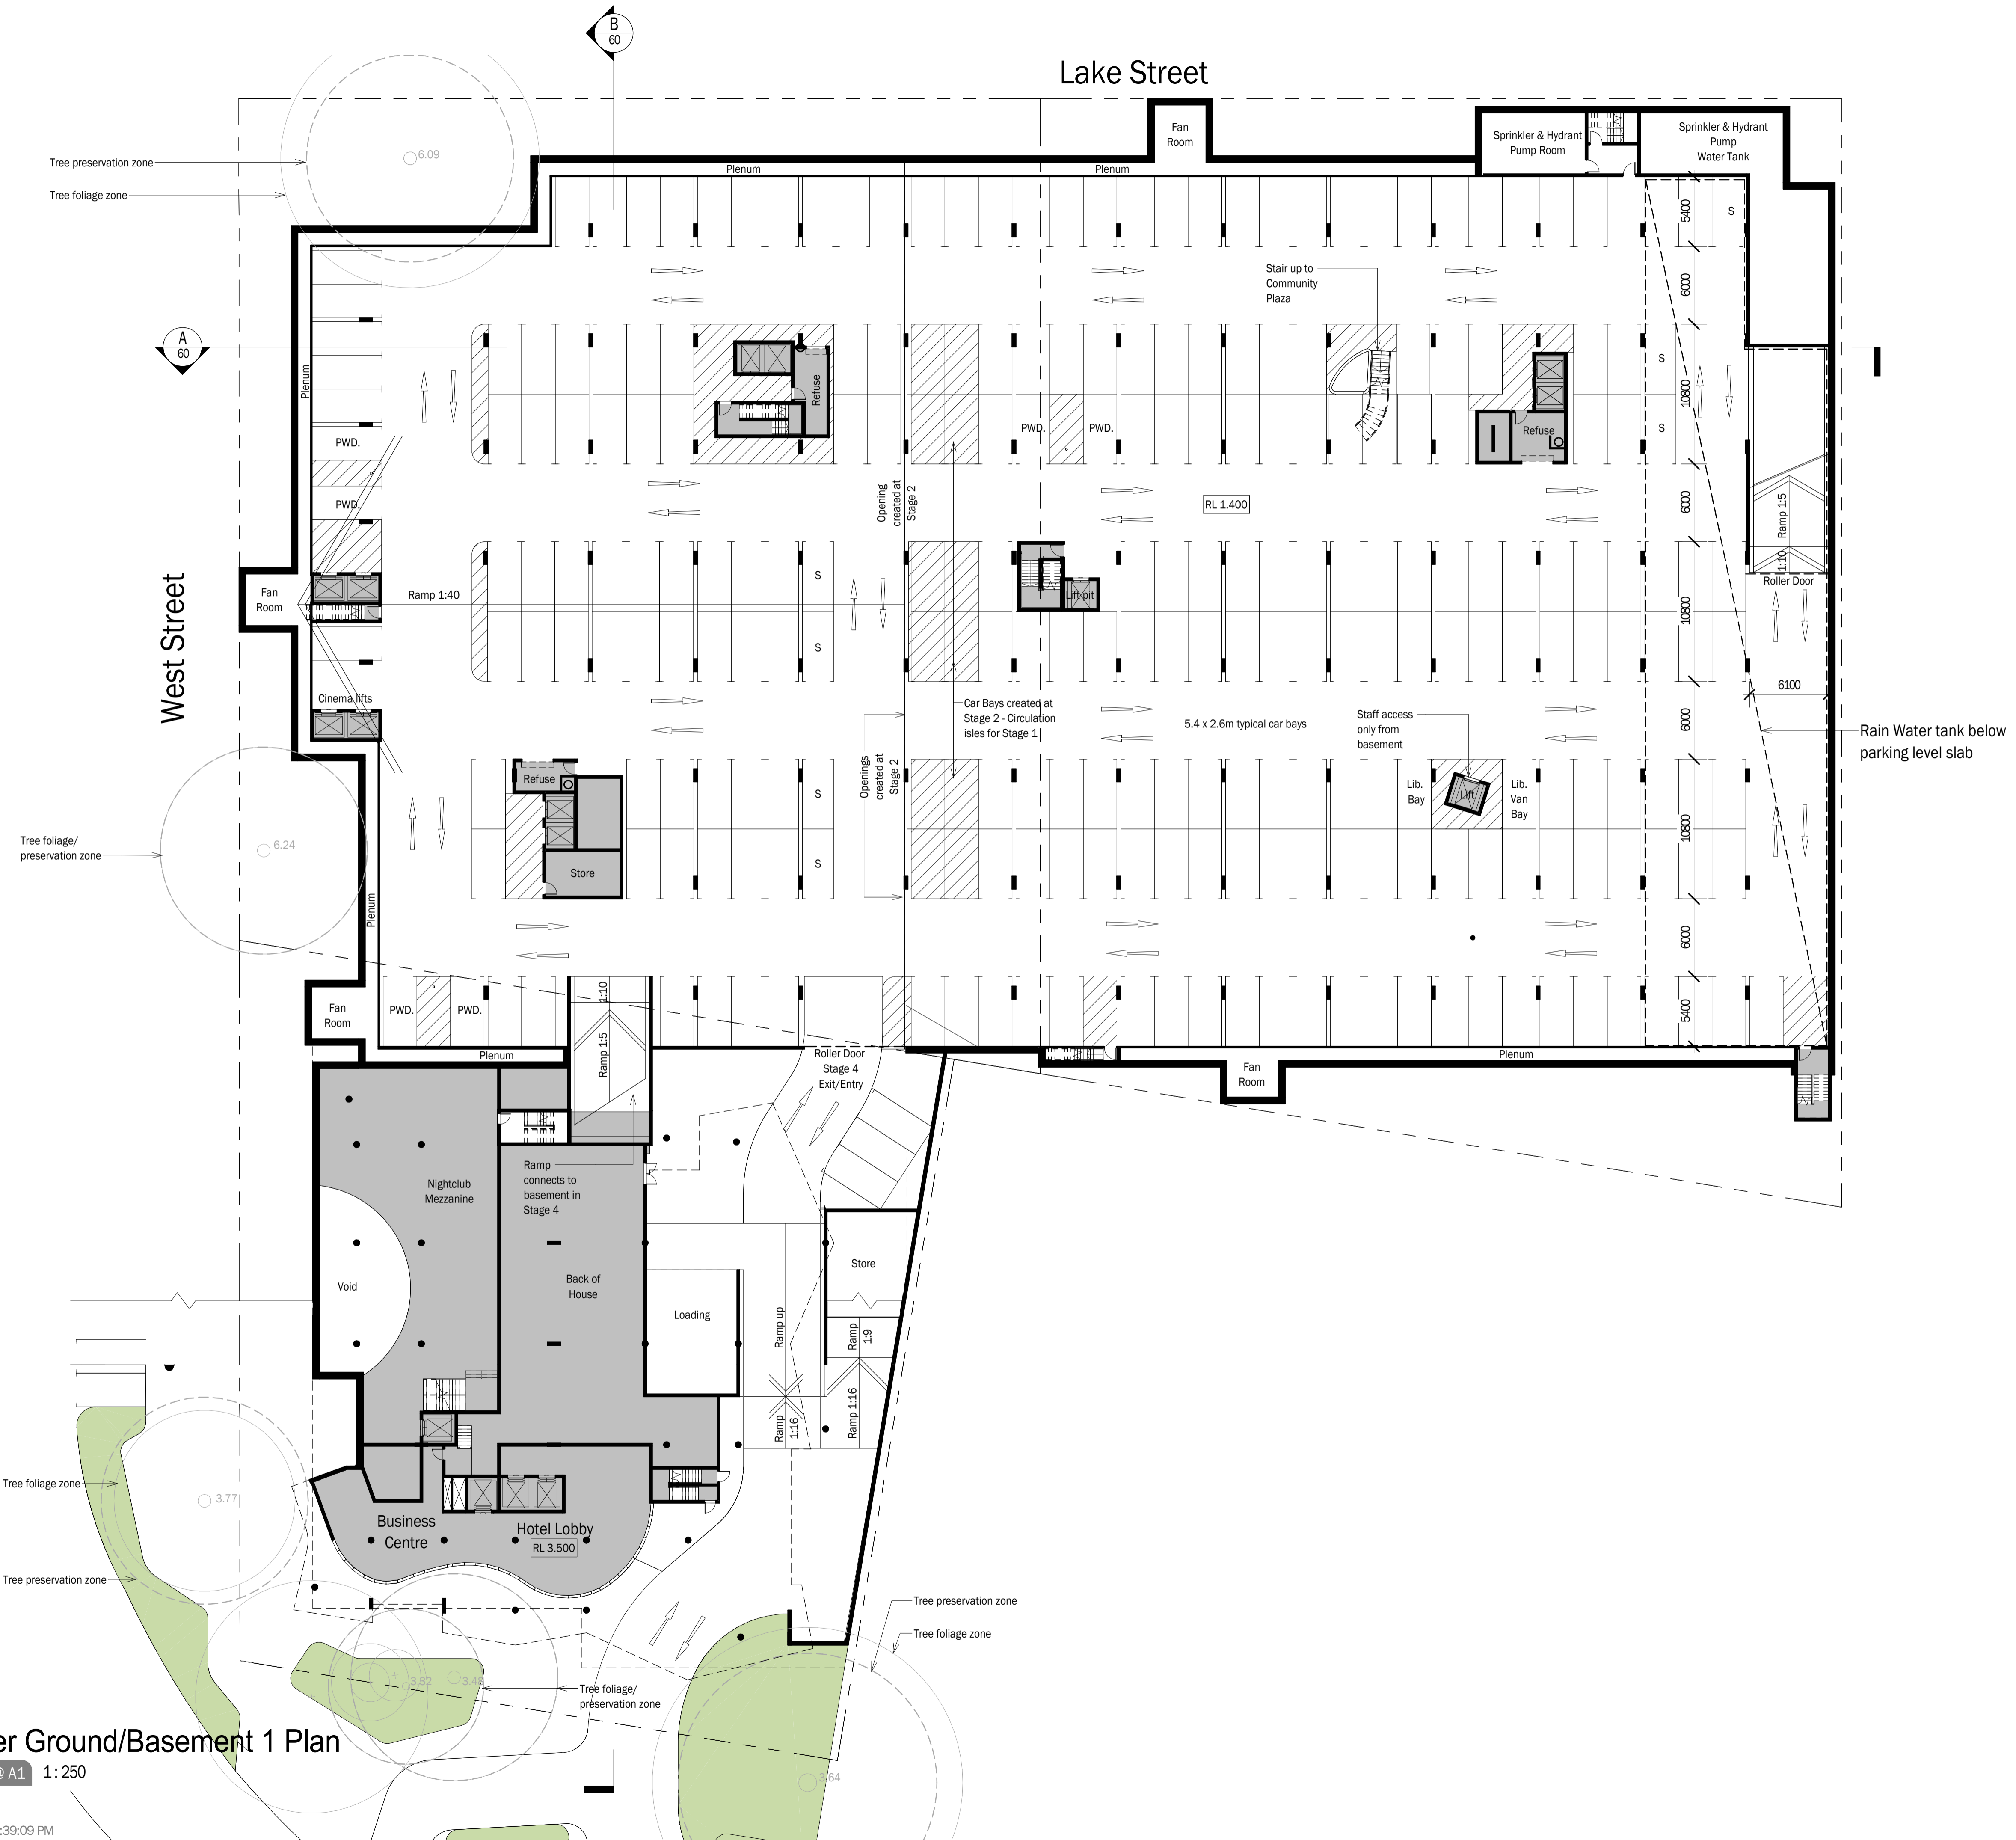 B
60
Lake Street
Fan
Room
Sprinkler & Hydrant
Pump Room
Sprinkler & Hydrant
Pump
Water Tank
6.09
Tree preservation zone
Tree foliage zone
Plenum
Plenum
5400
S
6000
Stair up to
Community
Plaza
A
60
Plenum
Refuse
S
10800
PWD.
PWD.
PWD.
S
Refuse
PWD.
Opening
created at
Stage 2
RL 1.400
6000
Ramp 1:5
1:10
Roller Door
West Street
Fan
Room
Ramp 1:40
S
Lift pit
10800
S
Cinema lifts
6100
Car Bays created at
Stage 2 - Circulation
isles for Stage 1
5.4 x 2.6m typical car bays
Staff access
only from
basement
6000
Rain Water tank below
parking level slab
Refuse
Openings
created at
Stage 2
S
Lib.
Bay
Lift
Lib.
Van
Bay
10800
Tree foliage/
preservation zone
6.24
S
Store
Plenum
6000
Fan
Room
PWD.
PWD.
1:10
5400
Ramp 1:5
Plenum
Roller Door
Stage 4
Exit/Entry
Plenum
Fan
Room
Ramp
connects to
basement in
Stage 4
Nightclub
Mezzanine
Void
Back of
House
Store
Loading
Ramp up
Ramp
1:9
Ramp
1:16
Ramp 1:16
Tree foliage zone
3.77
Business
Centre
Hotel Lobby
RL 3.500
Tree preservation zone
Tree preservation zone
Tree foliage zone
3.32
3.48
Tree foliage/
preservation zone
er Ground/Basement 1 Plan
@ A1 1 : 250
3.64
:39:09 PM